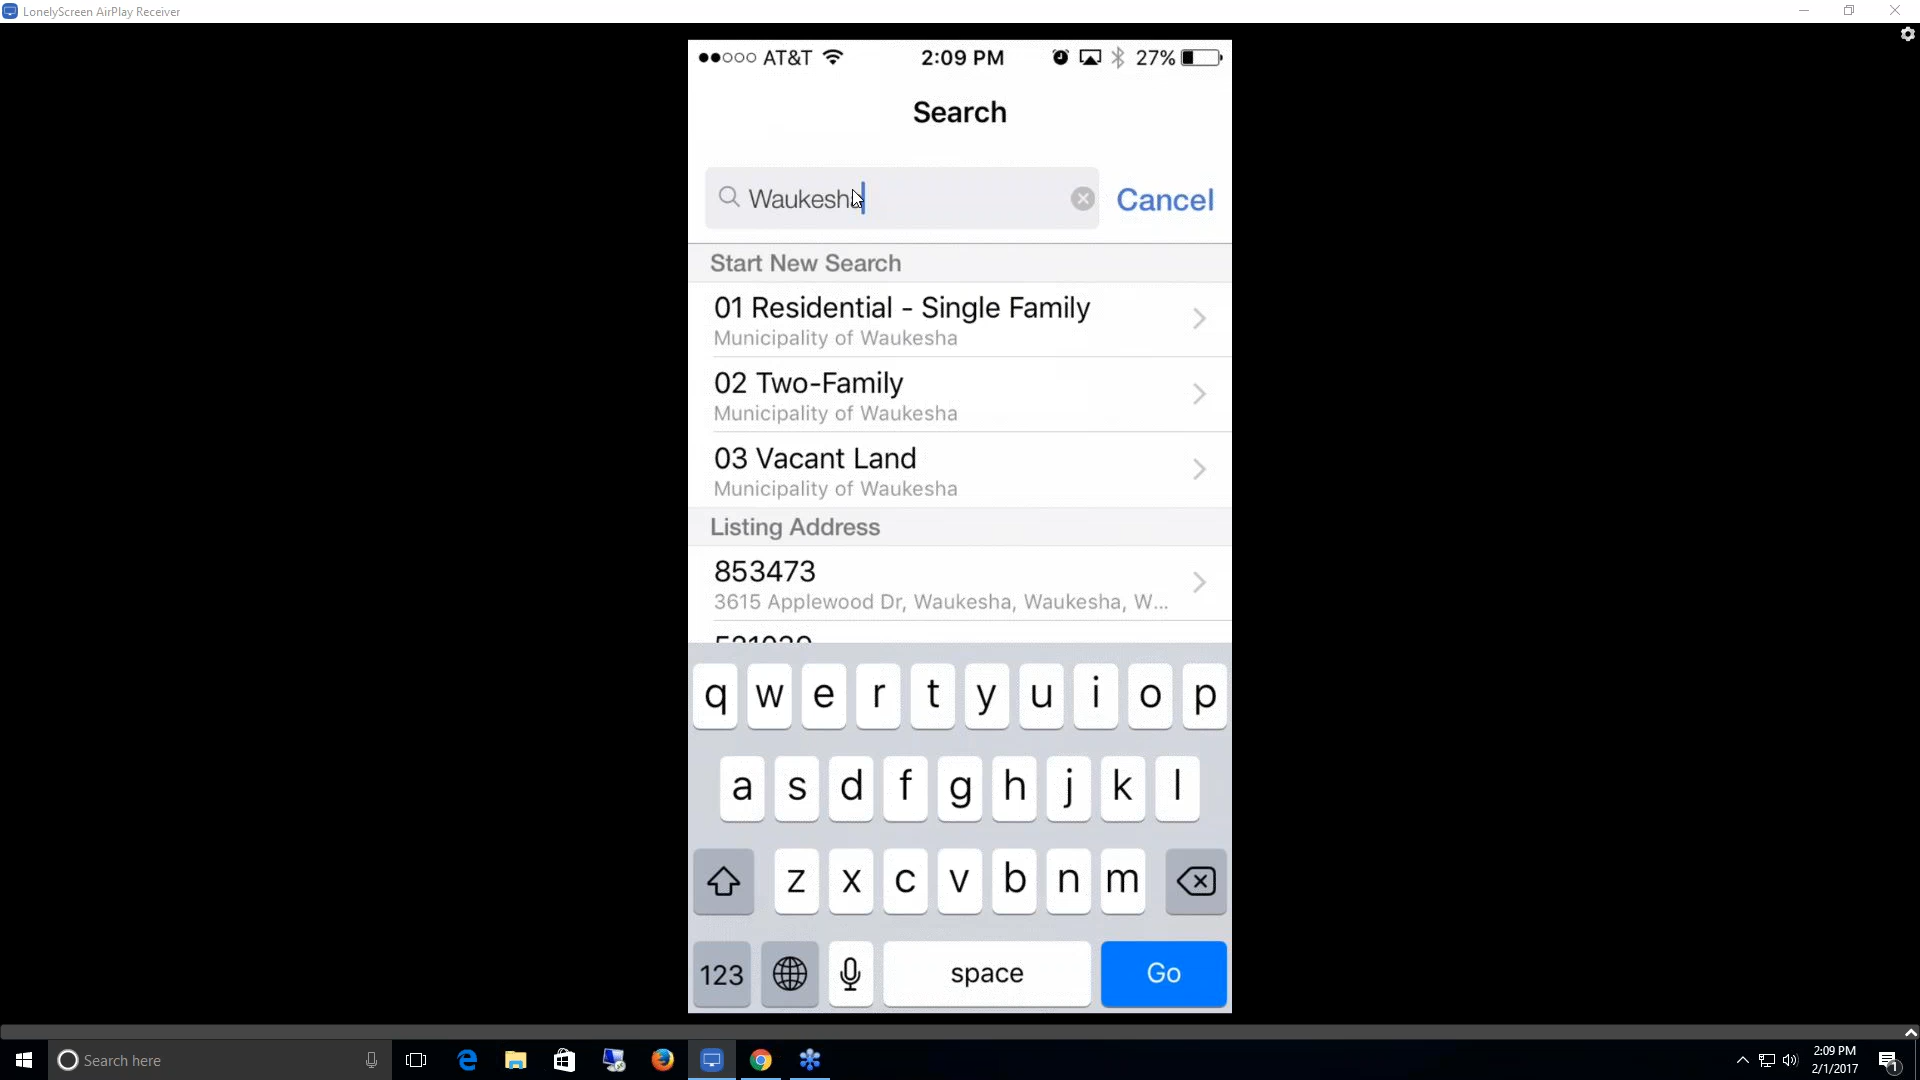 LonelyScreen AirPlay Receiver
AT&T 2:09 PM 27%
Search
Waukesha Cancel
Start New Search
01 Residential - Single Family
Municipality of Waukesha
02 Two-Family
Municipality of Waukesha
03 Vacant Land
Municipality of Waukesha
Listing Address
853473
3615 Applewood Dr, Waukesha, Waukesha, W...
q w e r t y u i o p
a s d f g h j k l
z x c v b n m
123 space Go
Search here
2:09 PM
2/1/2017
1